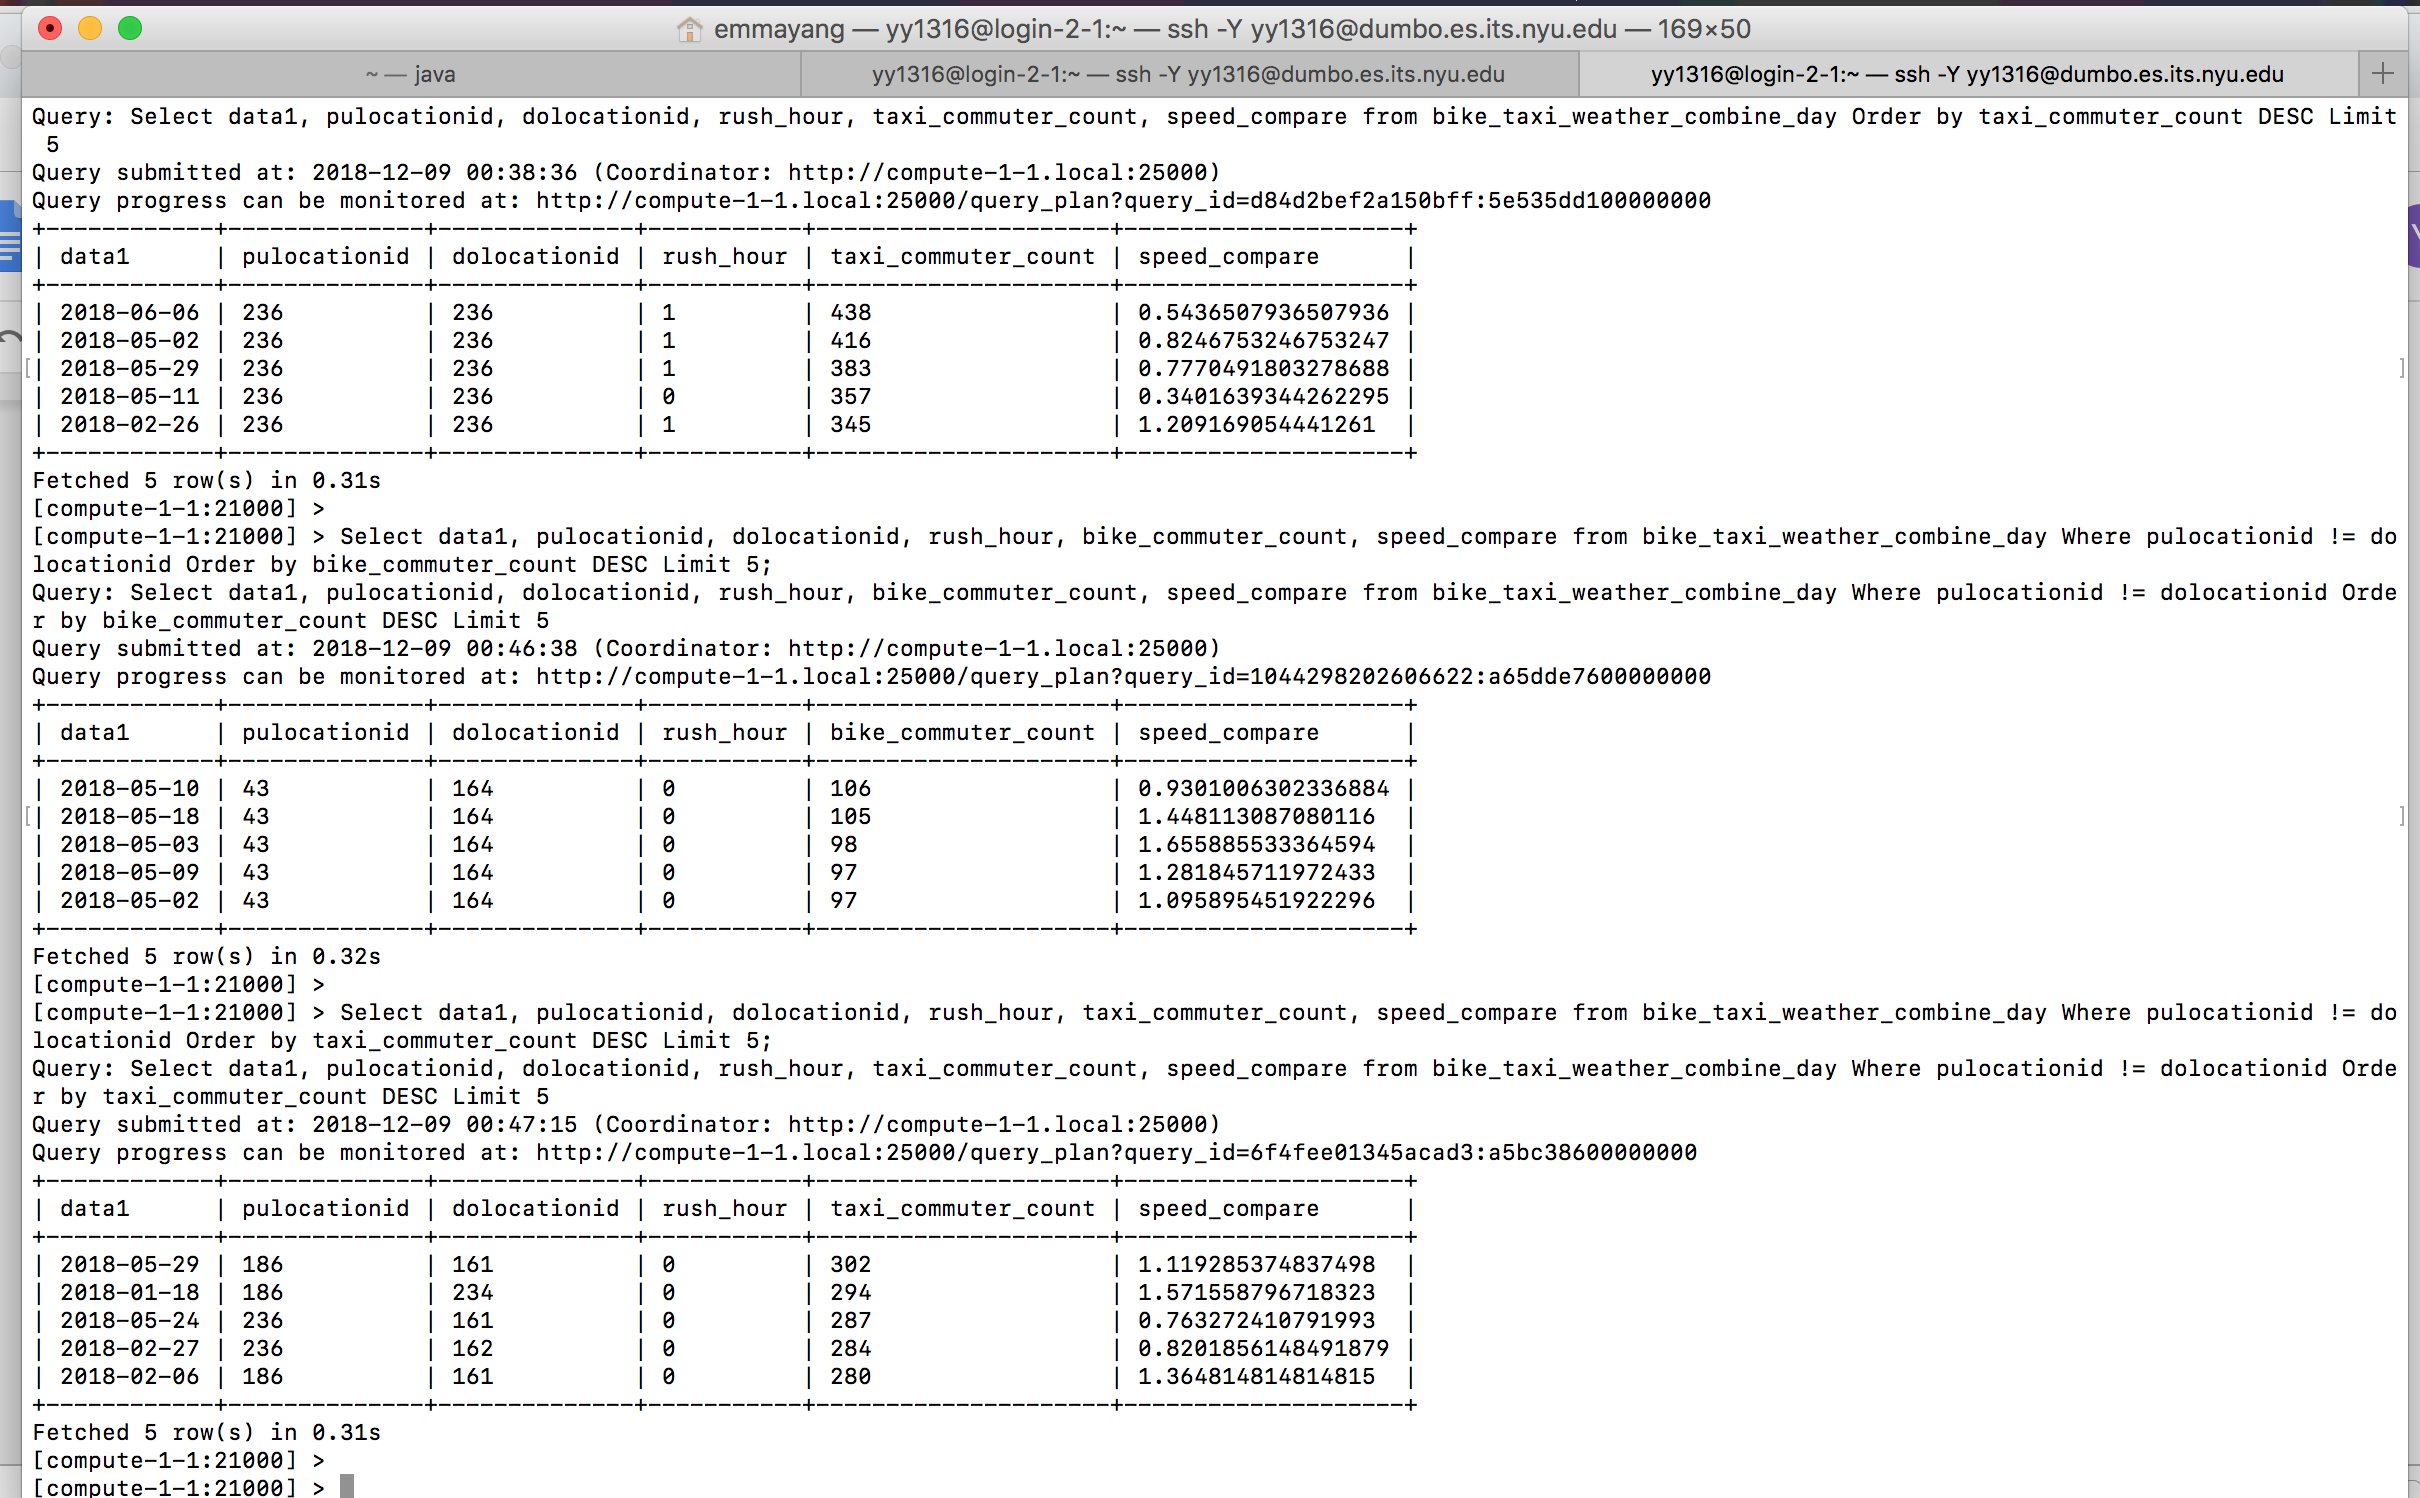 emmayang — yy1316@login-2-1:~ — ssh -Y yy1316@dumbo.es.its.nyu.edu — 169×50
~ — java
yy1316@login-2-1:~ — ssh -Y yy1316@dumbo.es.its.nyu.edu
yy1316@login-2-1:~ — ssh -Y yy1316@dumbo.es.its.nyu.edu
Query: Select data1, pulocationid, dolocationid, rush_hour, taxi_commuter_count, speed_compare from bike_taxi_weather_combine_day Order by taxi_commuter_count DESC Limit
 5
Query submitted at: 2018-12-09 00:38:36 (Coordinator: http://compute-1-1.local:25000)
Query progress can be monitored at: http://compute-1-1.local:25000/query_plan?query_id=d84d2bef2a150bff:5e535dd100000000
+------------+--------------+--------------+-----------+---------------------+--------------------+
| data1      | pulocationid | dolocationid | rush_hour | taxi_commuter_count | speed_compare      |
+------------+--------------+--------------+-----------+---------------------+--------------------+
| 2018-06-06 | 236          | 236          | 1         | 438                 | 0.5436507936507936 |
| 2018-05-02 | 236          | 236          | 1         | 416                 | 0.8246753246753247 |
| 2018-05-29 | 236          | 236          | 1         | 383                 | 0.7770491803278688 |
| 2018-05-11 | 236          | 236          | 0         | 357                 | 0.3401639344262295 |
| 2018-02-26 | 236          | 236          | 1         | 345                 | 1.209169054441261  |
+------------+--------------+--------------+-----------+---------------------+--------------------+
Fetched 5 row(s) in 0.31s
[compute-1-1:21000] >
[compute-1-1:21000] > Select data1, pulocationid, dolocationid, rush_hour, bike_commuter_count, speed_compare from bike_taxi_weather_combine_day Where pulocationid != do
locationid Order by bike_commuter_count DESC Limit 5;
Query: Select data1, pulocationid, dolocationid, rush_hour, bike_commuter_count, speed_compare from bike_taxi_weather_combine_day Where pulocationid != dolocationid Orde
r by bike_commuter_count DESC Limit 5
Query submitted at: 2018-12-09 00:46:38 (Coordinator: http://compute-1-1.local:25000)
Query progress can be monitored at: http://compute-1-1.local:25000/query_plan?query_id=1044298202606622:a65dde7600000000
+------------+--------------+--------------+-----------+---------------------+--------------------+
| data1      | pulocationid | dolocationid | rush_hour | bike_commuter_count | speed_compare      |
+------------+--------------+--------------+-----------+---------------------+--------------------+
| 2018-05-10 | 43           | 164          | 0         | 106                 | 0.9301006302336884 |
| 2018-05-18 | 43           | 164          | 0         | 105                 | 1.448113087080116  |
| 2018-05-03 | 43           | 164          | 0         | 98                  | 1.655885533364594  |
| 2018-05-09 | 43           | 164          | 0         | 97                  | 1.281845711972433  |
| 2018-05-02 | 43           | 164          | 0         | 97                  | 1.095895451922296  |
+------------+--------------+--------------+-----------+---------------------+--------------------+
Fetched 5 row(s) in 0.32s
[compute-1-1:21000] >
[compute-1-1:21000] > Select data1, pulocationid, dolocationid, rush_hour, taxi_commuter_count, speed_compare from bike_taxi_weather_combine_day Where pulocationid != do
locationid Order by taxi_commuter_count DESC Limit 5;
Query: Select data1, pulocationid, dolocationid, rush_hour, taxi_commuter_count, speed_compare from bike_taxi_weather_combine_day Where pulocationid != dolocationid Orde
r by taxi_commuter_count DESC Limit 5
Query submitted at: 2018-12-09 00:47:15 (Coordinator: http://compute-1-1.local:25000)
Query progress can be monitored at: http://compute-1-1.local:25000/query_plan?query_id=6f4fee01345acad3:a5bc38600000000
+------------+--------------+--------------+-----------+---------------------+--------------------+
| data1      | pulocationid | dolocationid | rush_hour | taxi_commuter_count | speed_compare      |
+------------+--------------+--------------+-----------+---------------------+--------------------+
| 2018-05-29 | 186          | 161          | 0         | 302                 | 1.119285374837498  |
| 2018-01-18 | 186          | 234          | 0         | 294                 | 1.571558796718323  |
| 2018-05-24 | 236          | 161          | 0         | 287                 | 0.763272410791993  |
| 2018-02-27 | 236          | 162          | 0         | 284                 | 0.8201856148491879 |
| 2018-02-06 | 186          | 161          | 0         | 280                 | 1.364814814814815  |
+------------+--------------+--------------+-----------+---------------------+--------------------+
Fetched 5 row(s) in 0.31s
[compute-1-1:21000] >
[compute-1-1:21000] >